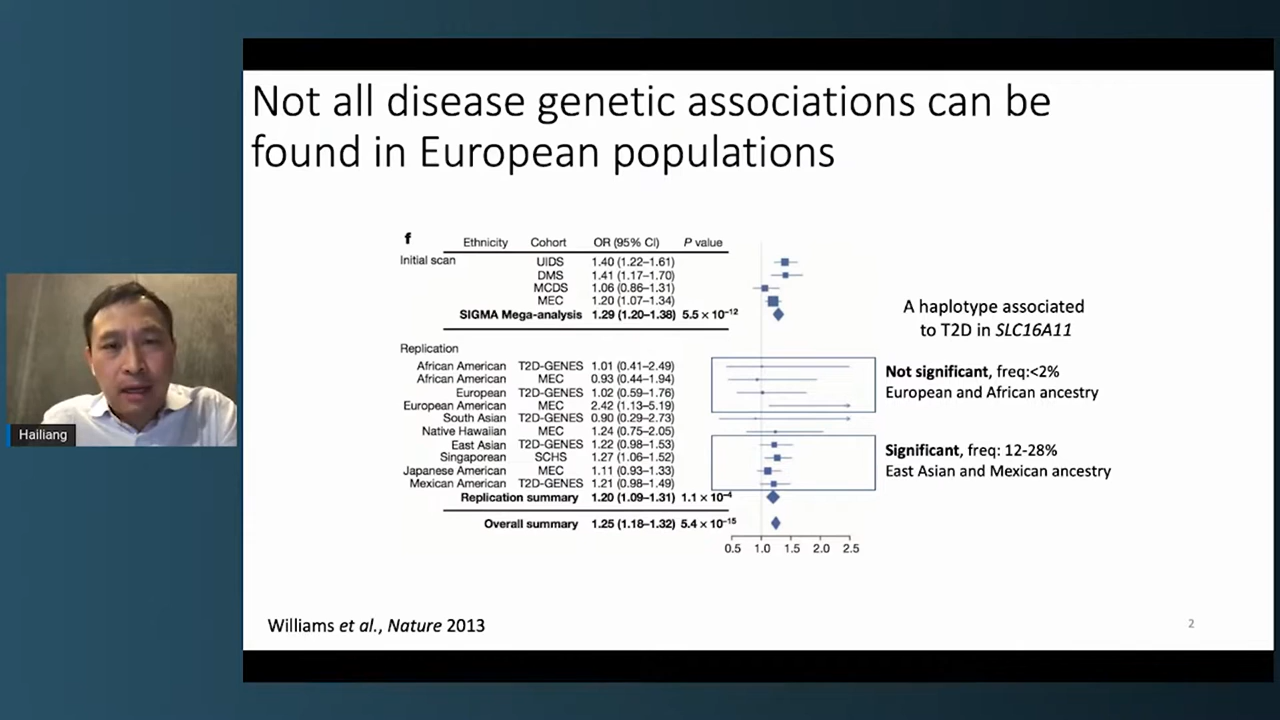 Not all disease genetic associations can be
found in European populations
f
Ethnicity Cohort OR (95% CI) P value
Initial scan UIDS 1.40 (1.22–1.61)
DMS 1.41 (1.17–1.70)
MCDS 1.06 (0.86–1.31)
MEC 1.20 (1.07–1.34)
SIGMA Mega-analysis 1.29 (1.20–1.38) 5.5 × 10⁻¹²
Replication
African American T2D-GENES 1.01 (0.41–2.49)
African American MEC 0.93 (0.44–1.94)
European T2D-GENES 1.02 (0.59–1.76)
European American MEC 2.42 (1.13–5.19)
South Asian T2D-GENES 0.90 (0.29–2.73)
Native Hawaiian MEC 1.24 (0.75–2.05)
East Asian T2D-GENES 1.22 (0.98–1.53)
Singaporean SCHS 1.27 (1.06–1.52)
Japanese American MEC 1.11 (0.93–1.33)
Mexican American T2D-GENES 1.21 (0.98–1.49)
Replication summary 1.20 (1.09–1.31) 1.1 × 10⁻⁴
Overall summary 1.25 (1.18–1.32) 5.4 × 10⁻¹⁵
0.5 1.0 1.5 2.0 2.5
A haplotype associated
to T2D in SLC16A11
Not significant, freq:<2%
European and African ancestry
Significant, freq: 12-28%
East Asian and Mexican ancestry
Hailiang
Williams et al., Nature 2013
2